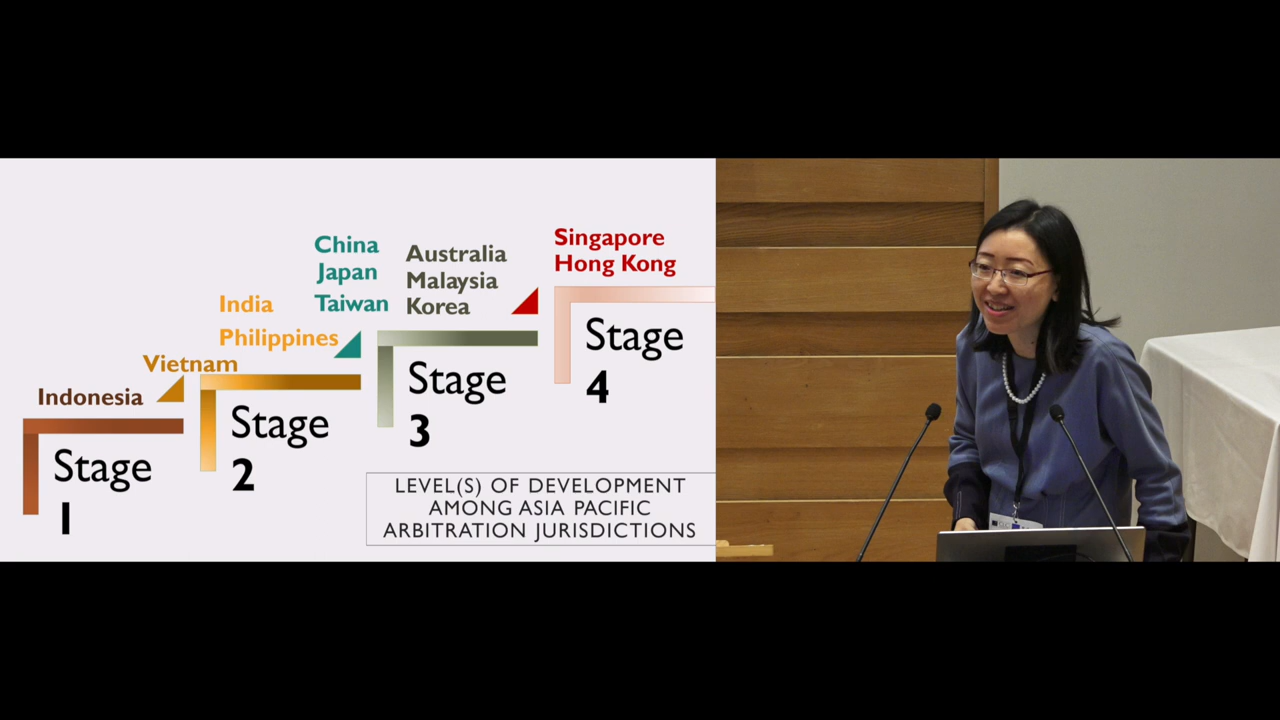 Indonesia
Stage
1
Vietnam
India
Philippines
Stage
2
China
Japan
Taiwan
Australia
Malaysia
Korea
Stage
3
Singapore
Hong Kong
Stage
4
LEVEL(S) OF DEVELOPMENT
AMONG ASIA PACIFIC
ARBITRATION JURISDICTIONS